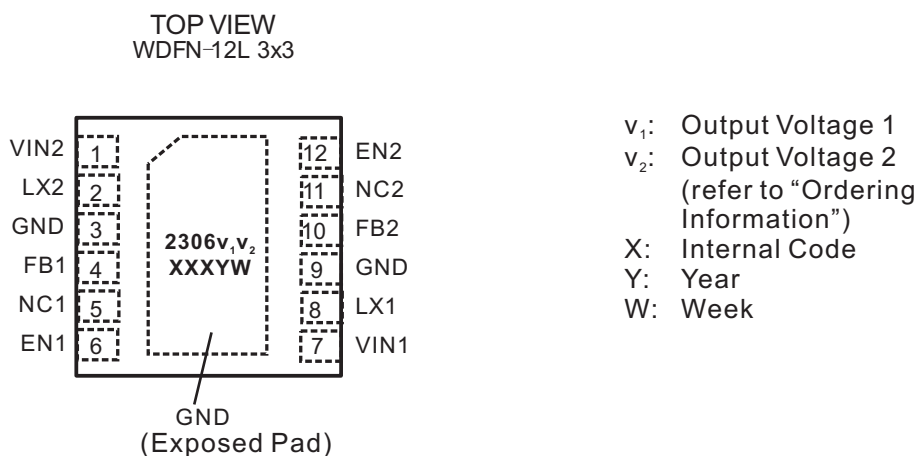 TOP VIEW
WDFN-12L 3x3
VIN2 1
LX2 2
GND 3
FB1 4
NC1 5
EN1 6
2306v₁v₂
XXXYW
12 EN2
11 NC2
10 FB2
9 GND
8 LX1
7 VIN1
GND
(Exposed Pad)
v₁: Output Voltage 1
v₂: Output Voltage 2
(refer to “Ordering
Information”)
X: Internal Code
Y: Year
W: Week